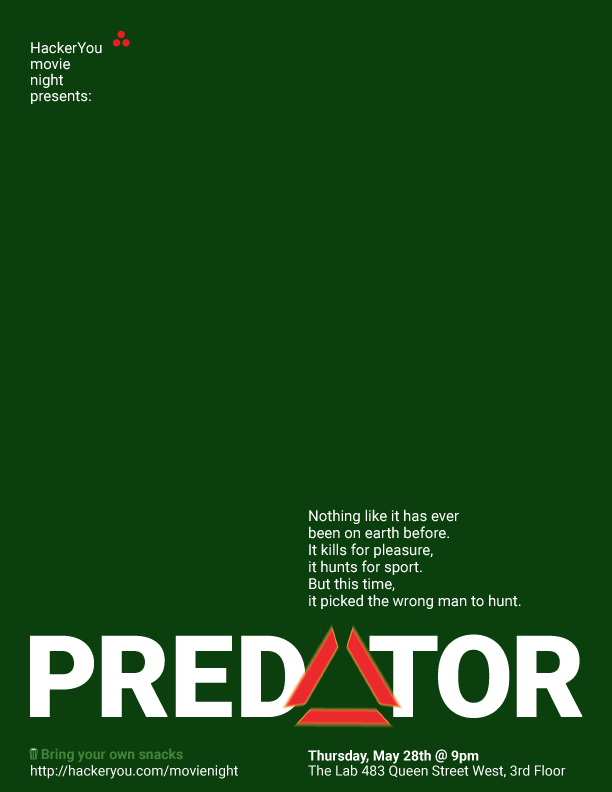 HackerYou
movie
night
presents:
Nothing like it has ever
been on earth before.
It kills for pleasure,
it hunts for sport.
But this time,
it picked the wrong man to hunt.
PREDATOR
Bring your own snacks
http://hackeryou.com/movienight
Thursday, May 28th @ 9pm
The Lab 483 Queen Street West, 3rd Floor